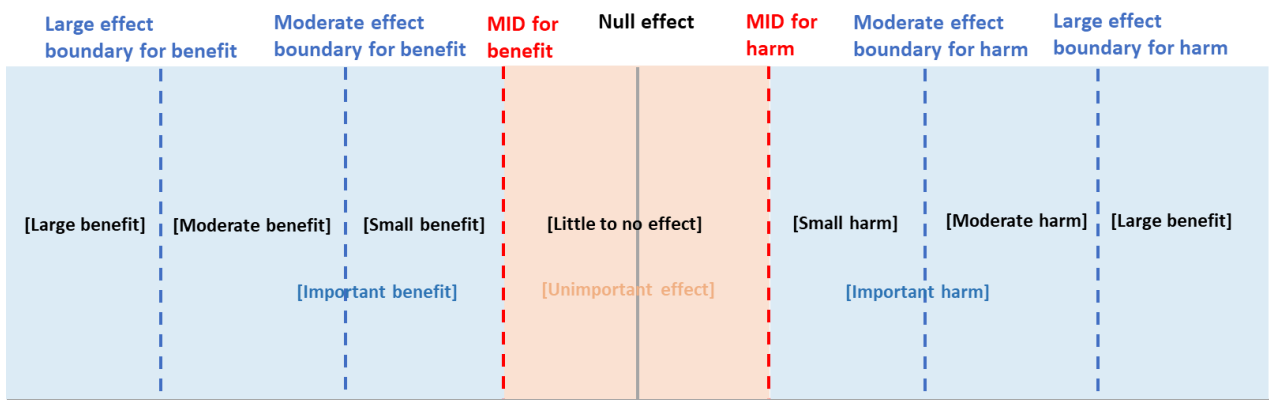 Large effect
boundary for benefit
Moderate effect
boundary for benefit
MID for
benefit
Null effect
MID for
harm
Moderate effect
boundary for harm
Large effect
boundary for harm
[Large benefit]
[Moderate benefit]
[Small benefit]
[Little to no effect]
[Small harm]
[Moderate harm]
[Large benefit]
[Important benefit]
[Unimportant effect]
[Important harm]